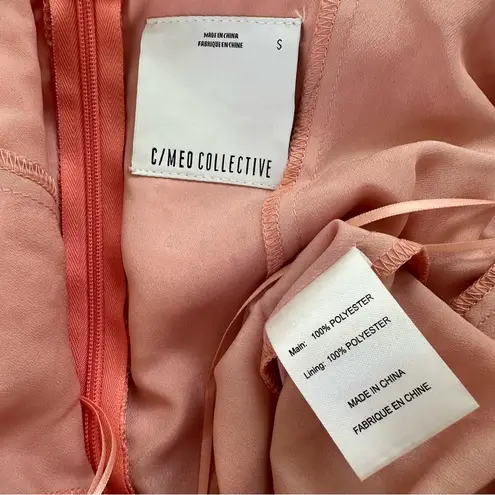 MADE IN CHINA
FABRIQUE EN CHINE
S
C/MEO COLLECTIVE
Main: 100% POLYESTER
Lining: 100% POLYESTER
MADE IN CHINA
FABRIQUE EN CHINE